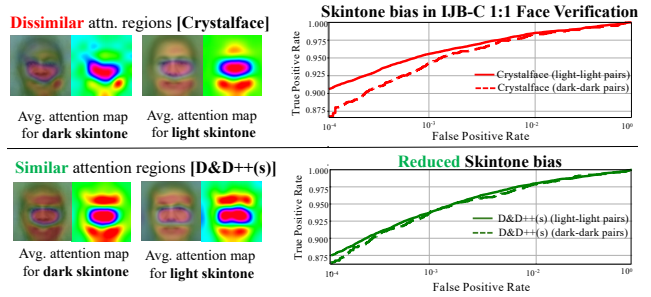 Dissimilar attn. regions [Crystalface]
Avg. attention map
for dark skintone
Avg. attention map
for light skintone
Skintone bias in IJB-C 1:1 Face Verification
True Positive Rate
1.000
0.975
0.950
0.925
0.900
0.875
Crystalface (light-light pairs)
Crystalface (dark-dark pairs)
10⁻⁴
10⁻³
10⁻²
10⁰
False Positive Rate
Similar attention regions [D&D++(s)]
Avg. attention map
for dark skintone
Avg. attention map
for light skintone
Reduced Skintone bias
True Positive Rate
1.000
0.975
0.950
0.925
0.900
0.875
D&D++(s) (light-light pairs)
D&D++(s) (dark-dark pairs)
10⁻⁴
10⁻³
10⁻²
10⁰
False Positive Rate